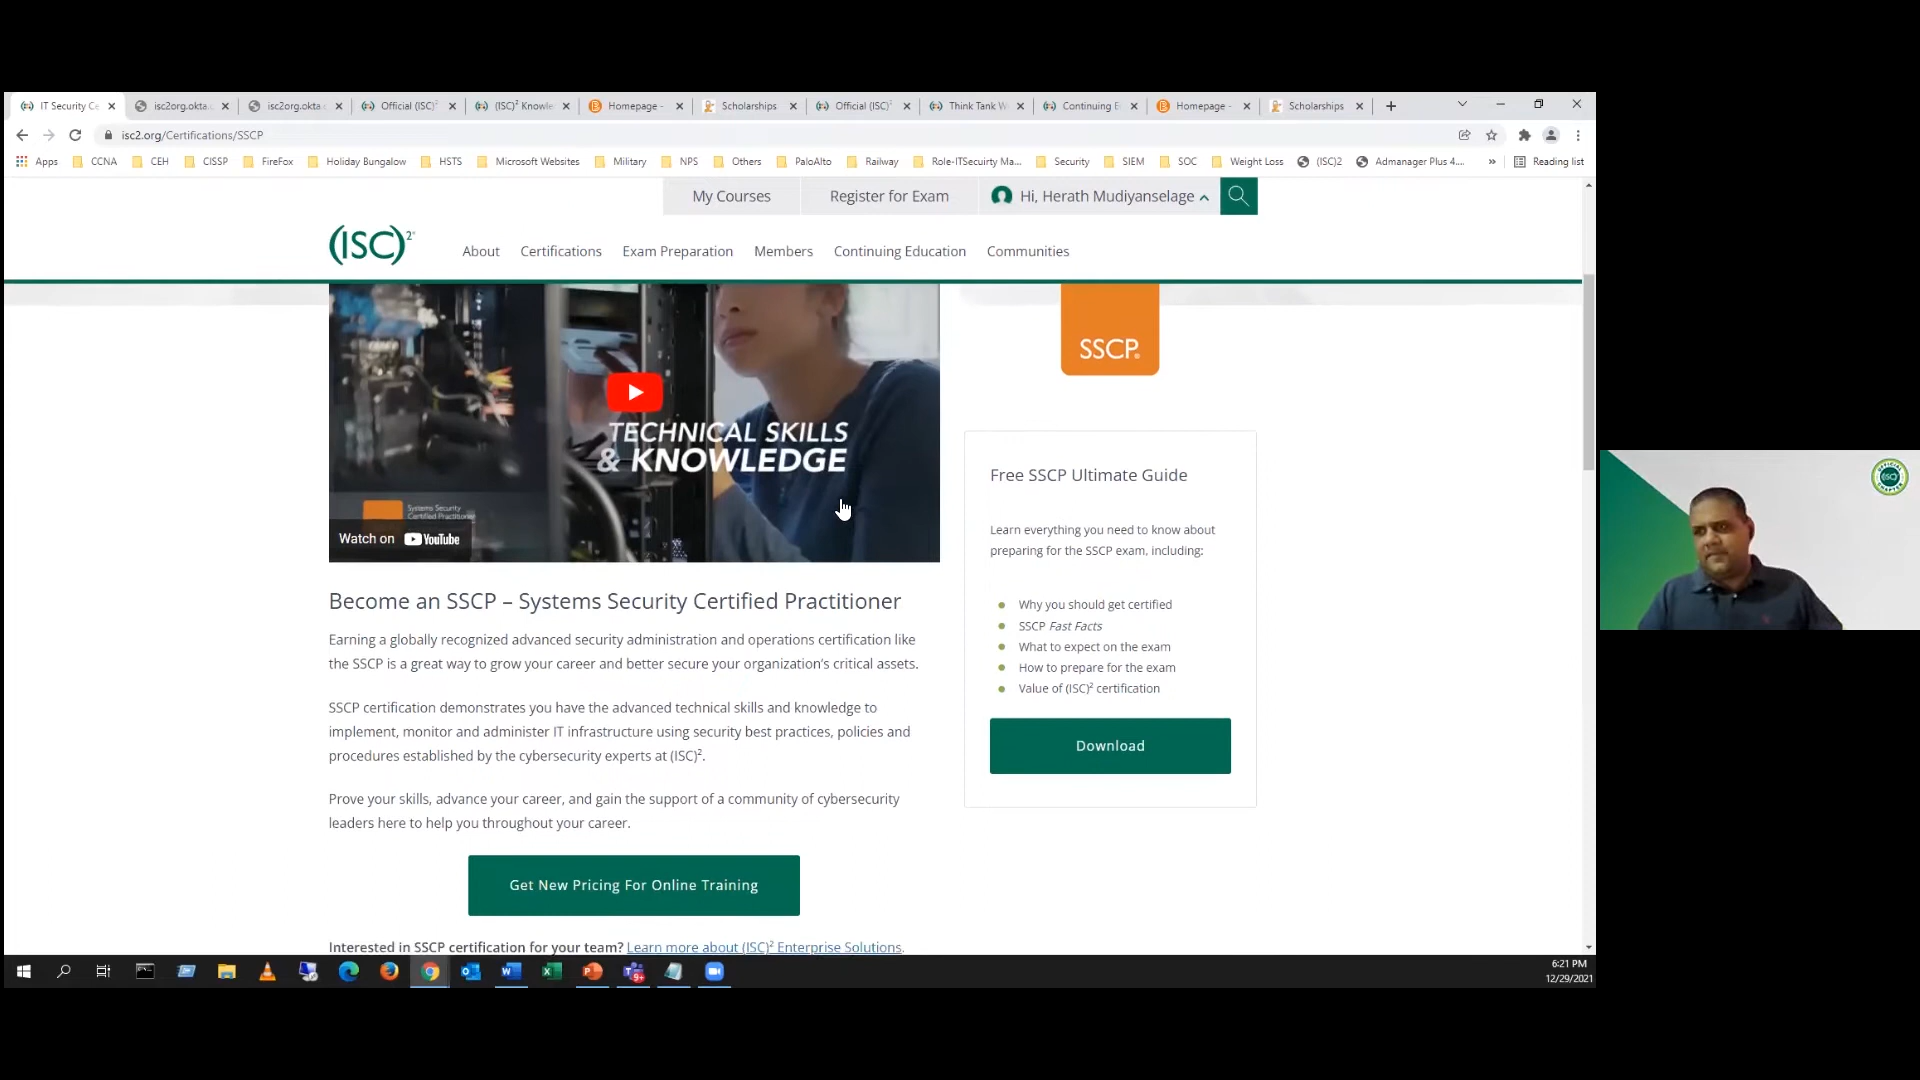 IT Security Ce
isc2org.okta.
isc2org.okta.
Official (ISC)²
(ISC)² Knowle
Homepage -
Scholarships
Official (ISC)²
Think Tank W
Continuing E
Homepage -
Scholarships
isc2.org/Certifications/SSCP
Apps
CCNA
CEH
CISSP
FireFox
Holiday Bungalow
HSTS
Microsoft Websites
Military
NPS
Others
PaloAlto
Railway
Role-ITSecuirty Ma...
Security
SIEM
SOC
Weight Loss
(ISC)2
Admanager Plus 4....
»
Reading list
My Courses
Register for Exam
Hi, Herath Mudiyanselage
(ISC)²
About
Certifications
Exam Preparation
Members
Continuing Education
Communities
TECHNICAL SKILLS
& KNOWLEDGE
Systems Security
Certified Practitioner
Watch on YouTube
SSCP®
Become an SSCP – Systems Security Certified Practitioner
Earning a globally recognized advanced security administration and operations certification like
the SSCP is a great way to grow your career and better secure your organization's critical assets.
SSCP certification demonstrates you have the advanced technical skills and knowledge to
implement, monitor and administer IT infrastructure using security best practices, policies and
procedures established by the cybersecurity experts at (ISC)².
Prove your skills, advance your career, and gain the support of a community of cybersecurity
leaders here to help you throughout your career.
Get New Pricing For Online Training
Interested in SSCP certification for your team? Learn more about (ISC)² Enterprise Solutions.
Free SSCP Ultimate Guide
Learn everything you need to know about
preparing for the SSCP exam, including:
Why you should get certified
SSCP Fast Facts
What to expect on the exam
How to prepare for the exam
Value of (ISC)² certification
Download
9+
6:21 PM
12/29/2021
OFFICIAL
(ISC)²
CHAPTER